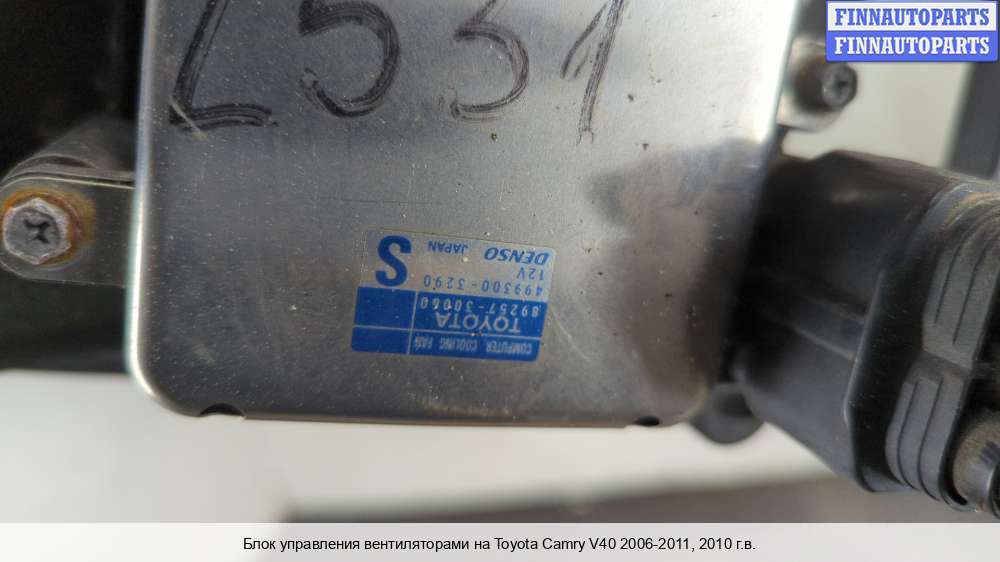 FINNAUTOPARTS
FINNAUTOPARTS
L531
COMPUTER, COOLING FAN
TOYOTA
89257-30060
499300-3290
12V
DENSO JAPAN
S
Блок управления вентиляторами на Toyota Camry V40 2006-2011, 2010 г.в.